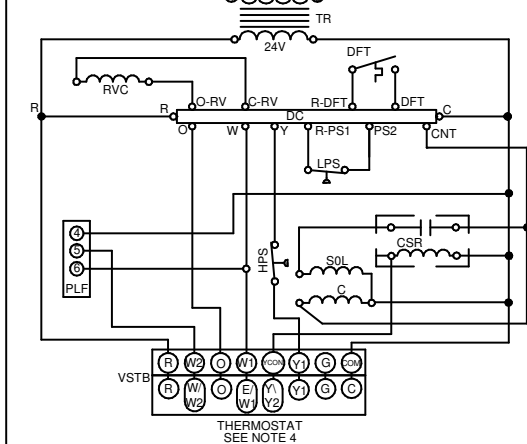 TR
24V
DFT
RVC
O-RV C-RV R-DFT DFT
R R DC C
O W Y R-PS1 PS2 CNT
LPS
4
5
6
PLF
HPS
CSR
S0L
C
VSTB
R W2 O W1 YCON Y1 G COM
R W/W2 O E/W1 Y\Y2 Y1 G C
THERMOSTAT
SEE NOTE 4